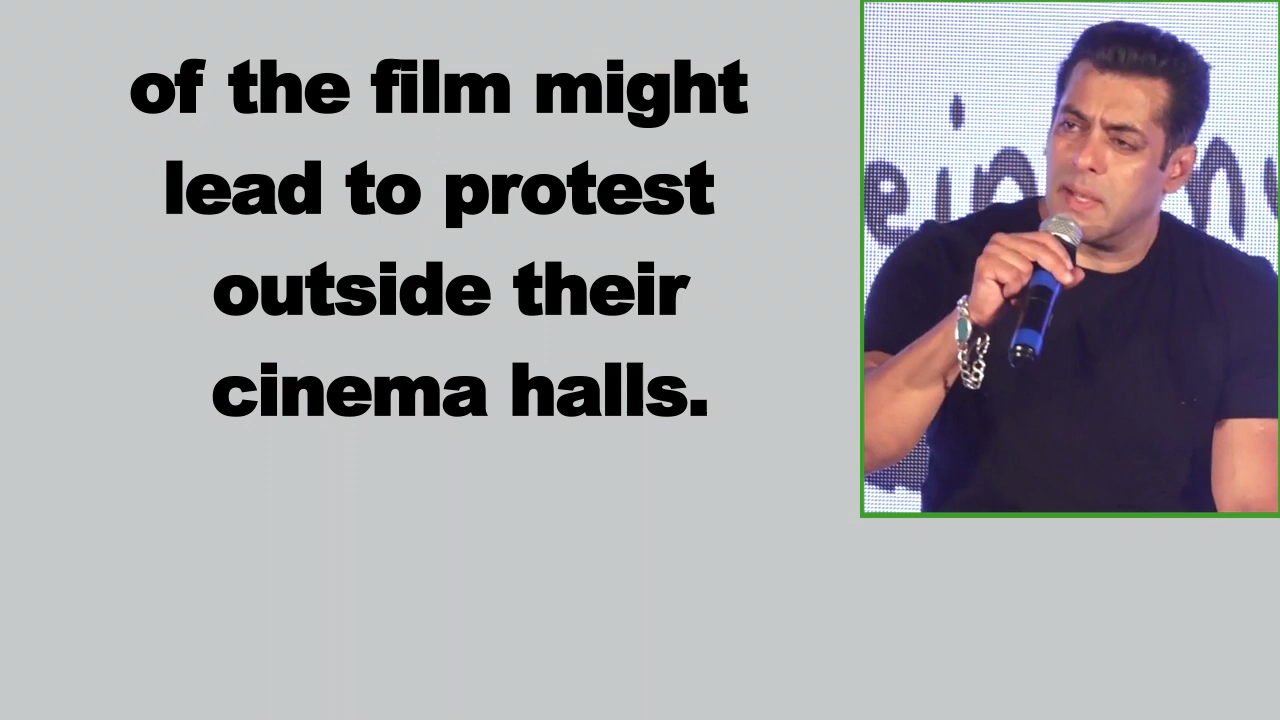 of the film might
lead to protest
outside their
cinema halls.